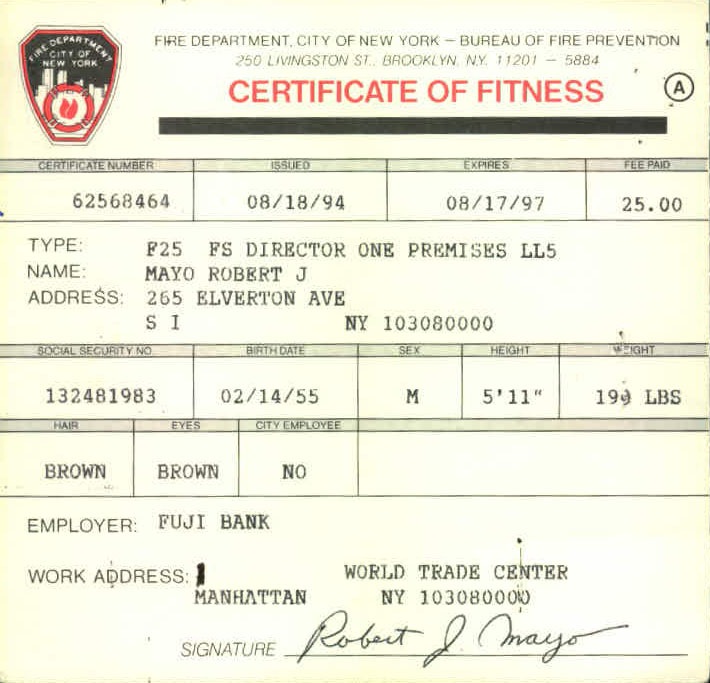 FIRE DEPARTMENT
CITY OF
NEW YORK
FIRE DEPARTMENT, CITY OF NEW YORK – BUREAU OF FIRE PREVENTION
250 LIVINGSTON ST., BROOKLYN, N.Y. 11201 – 5884
CERTIFICATE OF FITNESS
A
CERTIFICATE NUMBER ISSUED EXPIRES FEE PAID
62568464 08/18/94 08/17/97 25.00
TYPE: F25 FS DIRECTOR ONE PREMISES LL5
NAME: MAYO ROBERT J
ADDRESS: 265 ELVERTON AVE
S I NY 103080000
SOCIAL SECURITY NO. BIRTH DATE SEX HEIGHT WEIGHT
132481983 02/14/55 M 5'11" LBS
HAIR EYES CITY EMPLOYEE
BROWN BROWN NO
EMPLOYER: FUJI BANK
WORK ADDRESS: WORLD TRADE CENTER
MANHATTAN NY 103080000
SIGNATURE Robert J. Mayo